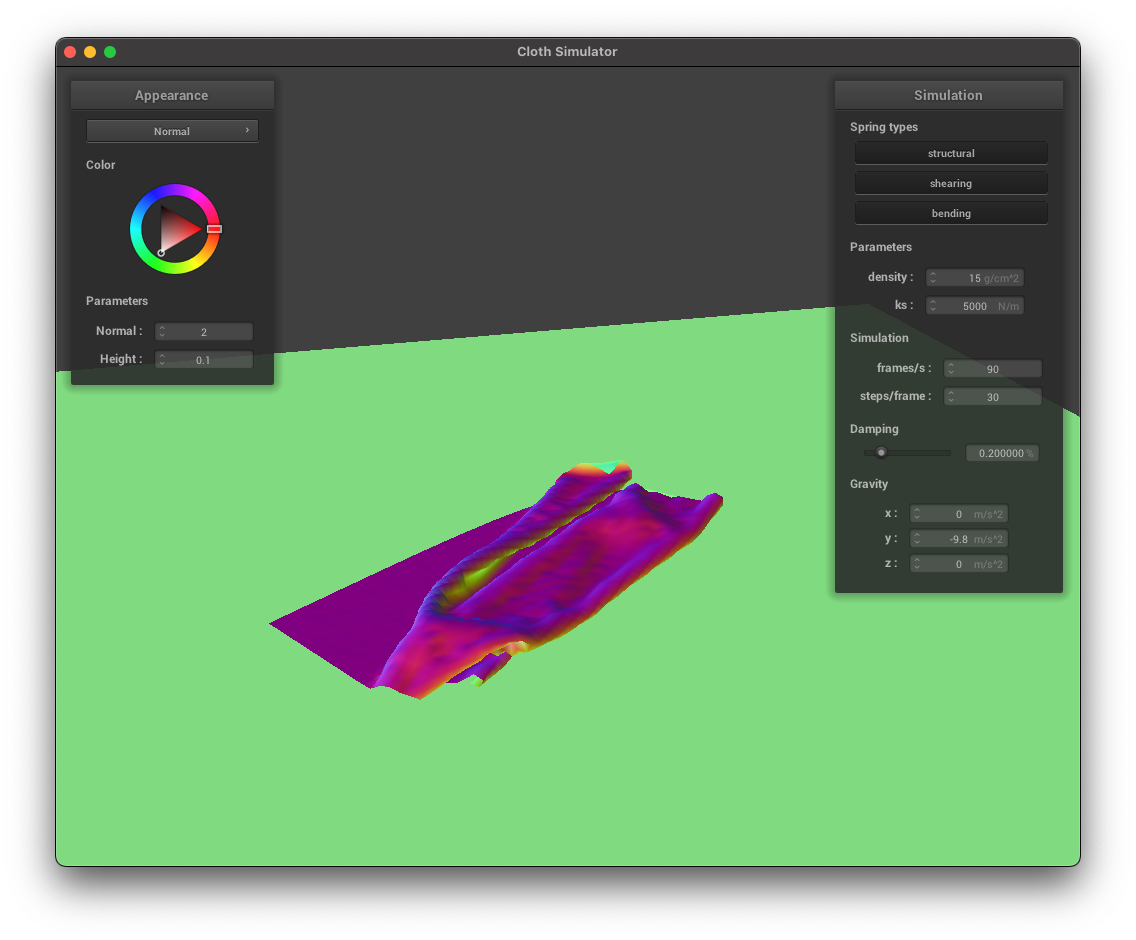 Cloth Simulator
Appearance
Normal
Color
Parameters
Normal : 2
Height : 0.1
Simulation
Spring types
structural
shearing
bending
Parameters
density : 15 g/cm^2
ks : 5000 N/m
Simulation
frames/s : 90
steps/frame : 30
Damping
0.200000 %
Gravity
x : 0 m/s^2
y : -9.8 m/s^2
z : 0 m/s^2